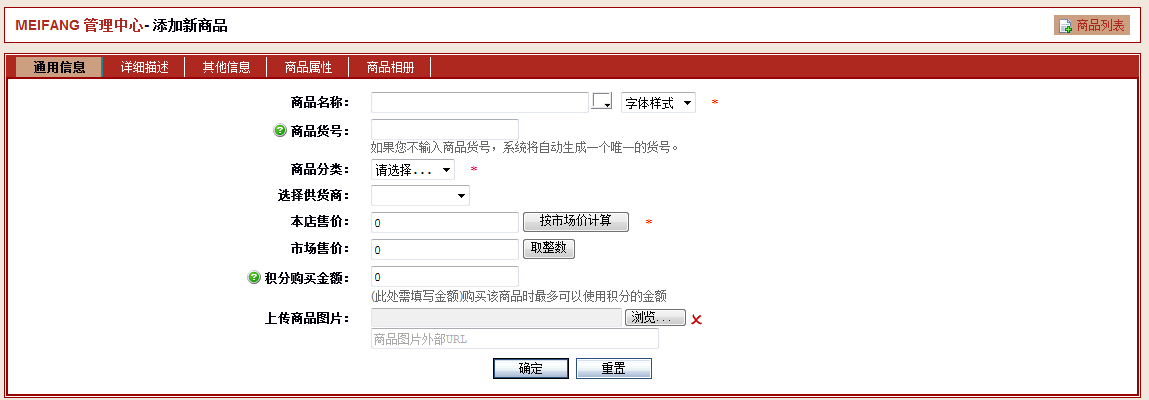 MEIFANG 管理中心 - 添加新商品
商品列表
通用信息 详细描述 其他信息 商品属性 商品相册
商品名称： 字体样式 *
商品货号：
如果您不输入商品货号，系统将自动生成一个唯一的货号。
商品分类： 请选择... *
选择供货商：
本店售价： 0 按市场价计算 *
市场售价： 0 取整数
积分购买金额： 0
(此处需填写金额)购买该商品时最多可以使用积分的金额
上传商品图片： 浏览...
商品图片外部URL
确定 重置